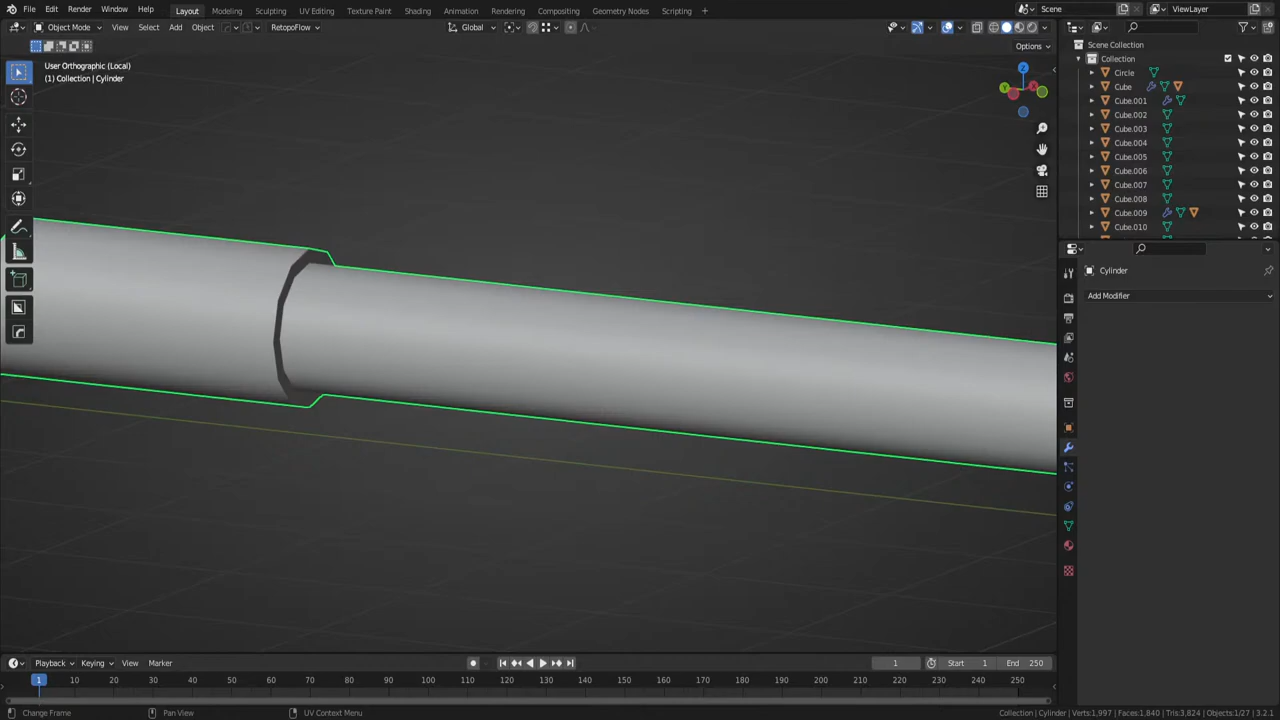 File Edit Render Window Help Layout Modeling Sculpting UV Editing Texture Paint Shading Animation Rendering Compositing Geometry Nodes Scripting + Scene ViewLayer
Object Mode View Select Add Object RetopoFlow Global
Options
User Orthographic (Local)
(1) Collection | Cylinder
Z
Y
Scene Collection
Collection
Circle
Cube
Cube.001
Cube.002
Cube.003
Cube.004
Cube.005
Cube.006
Cube.007
Cube.008
Cube.009
Cube.010
Cylinder
Add Modifier
Playback Keying View Marker 1 Start 1 End 250
1 10 20 30 40 50 60 70 80 90 100 110 120 130 140 150 160 170 180 190 200 210 220 230 240 250
Change Frame Pan View UV Context Menu Collection | Cylinder | Verts:1,997 | Faces:1,840 | Tris:3,824 | Objects:1/27 | 3.2.1